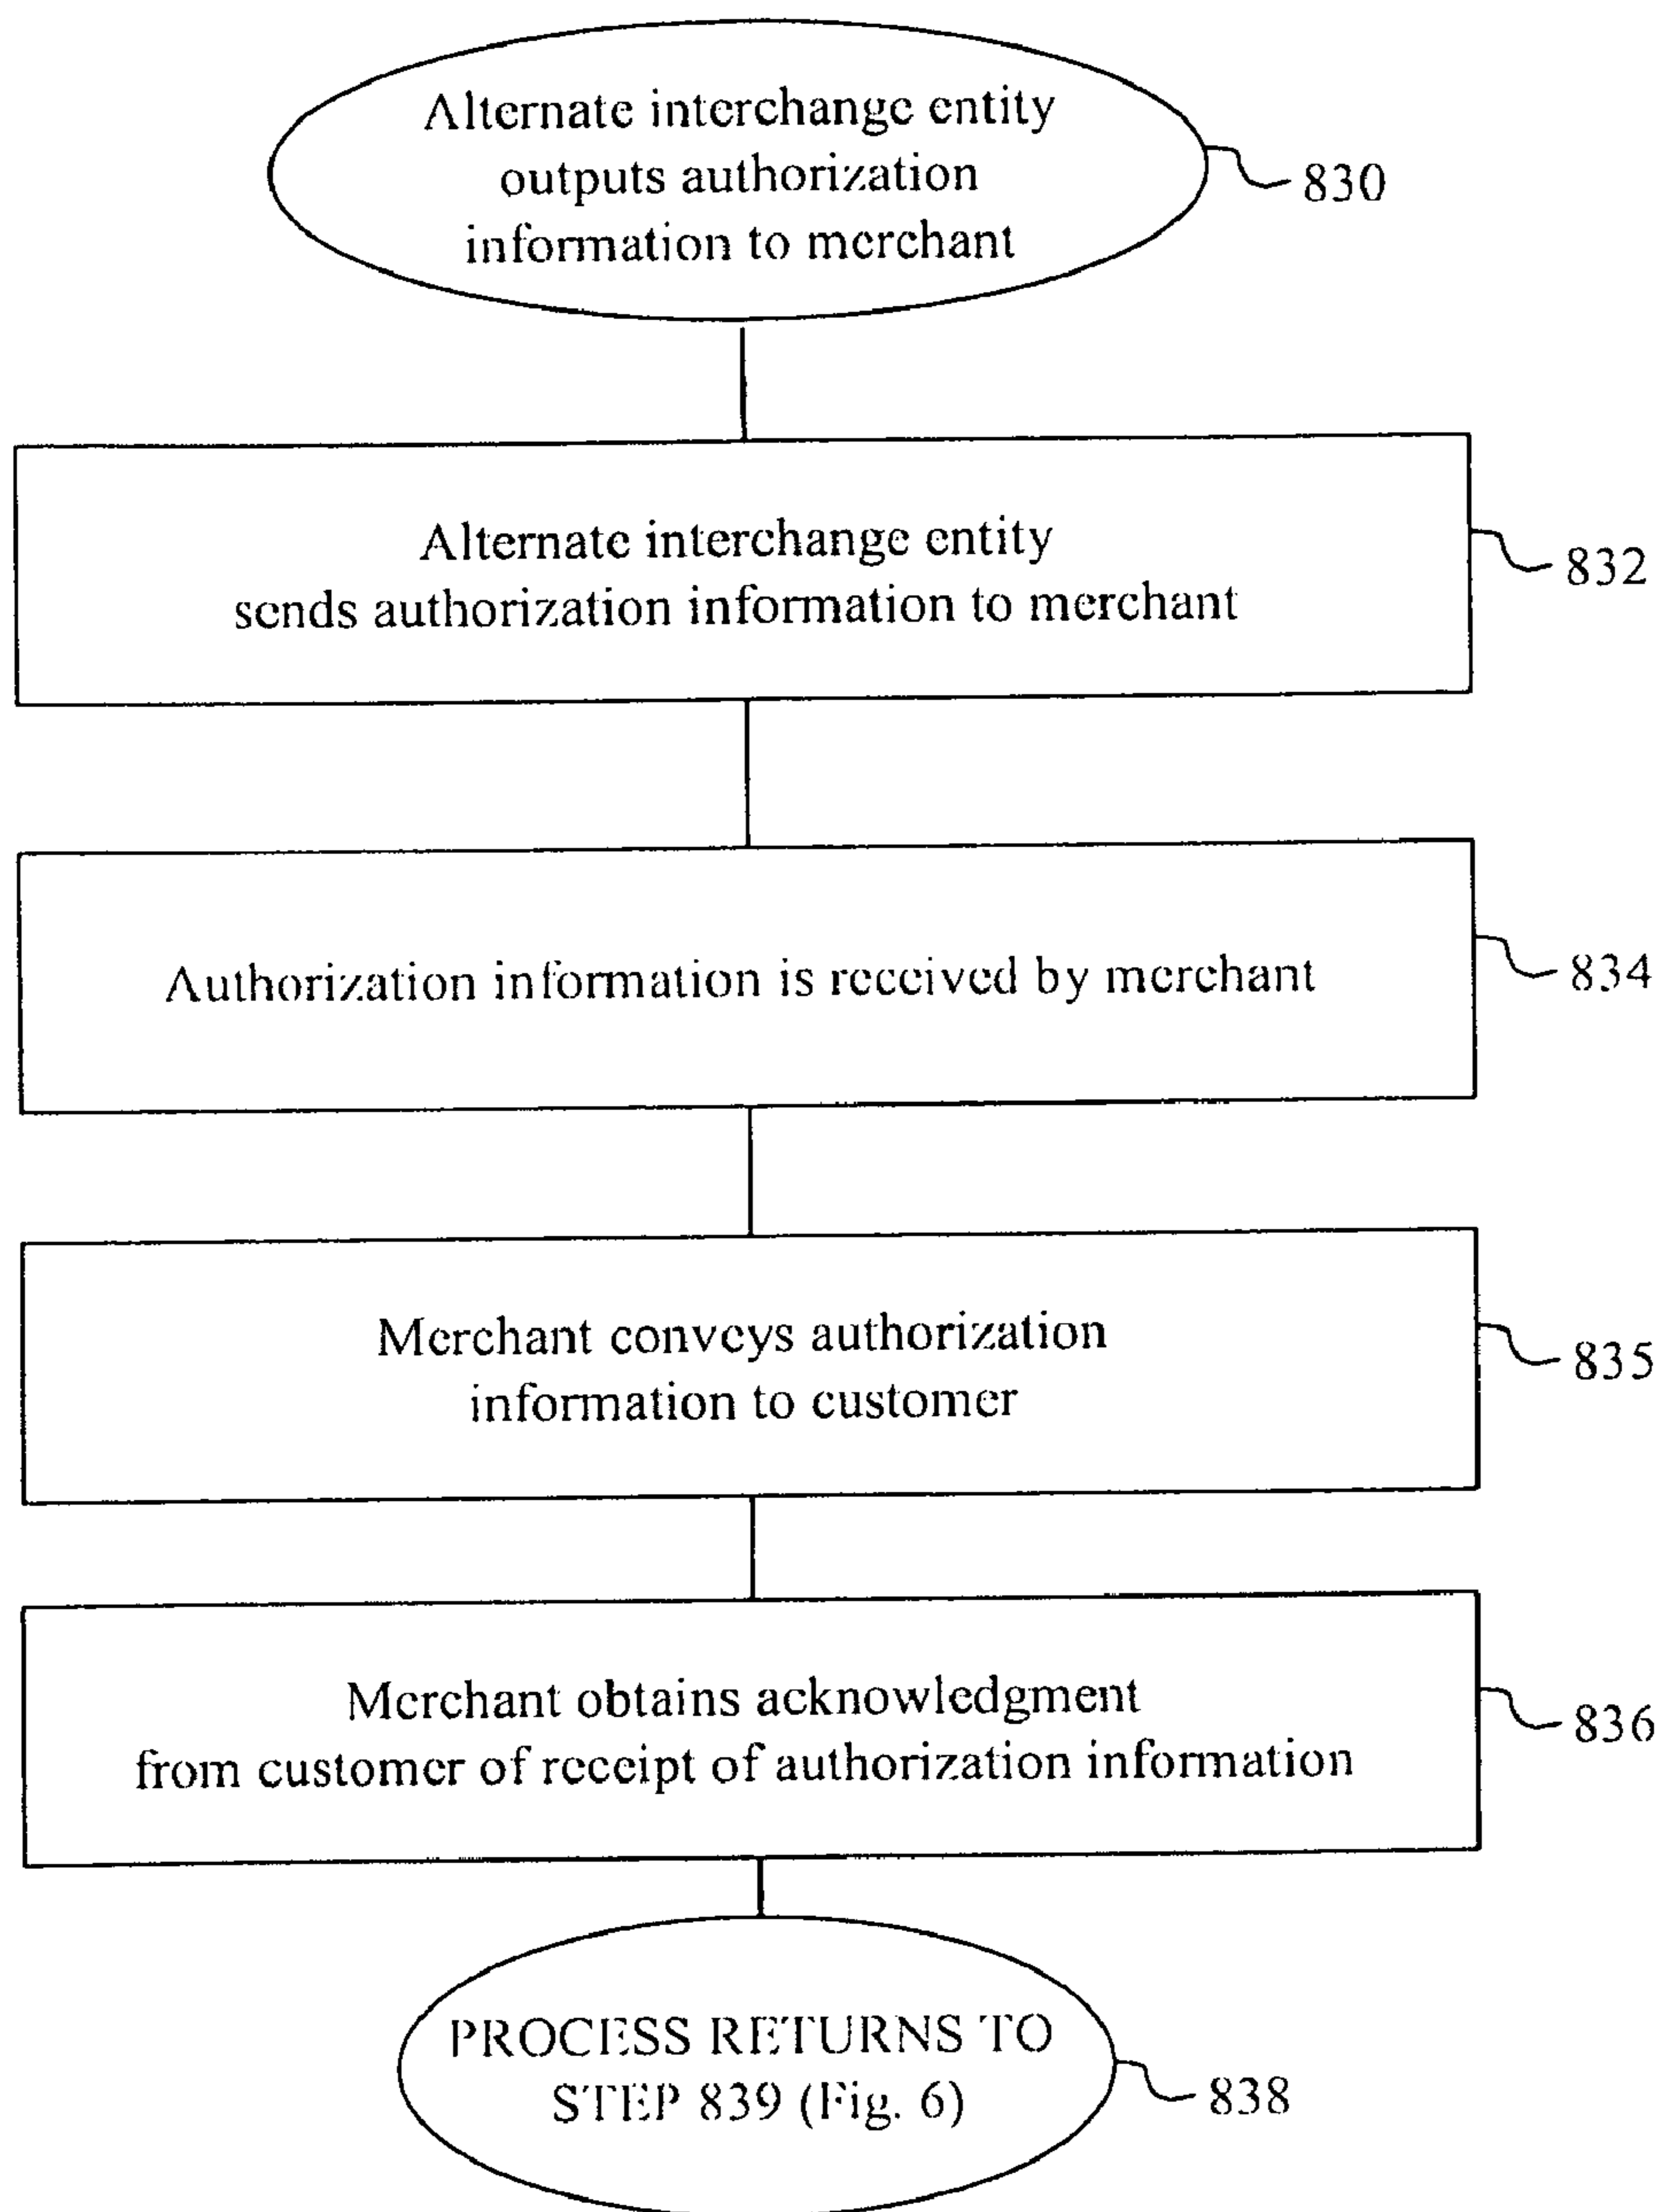 Alternate interchange entity
outputs authorization
information to merchant
830
Alternate interchange entity
sends authorization information to merchant
832
Authorization information is received by merchant
834
Merchant conveys authorization
information to customer
835
Merchant obtains acknowledgment
from customer of receipt of authorization information
836
PROCESS RETURNS TO
STEP 839 (Fig. 6)
838